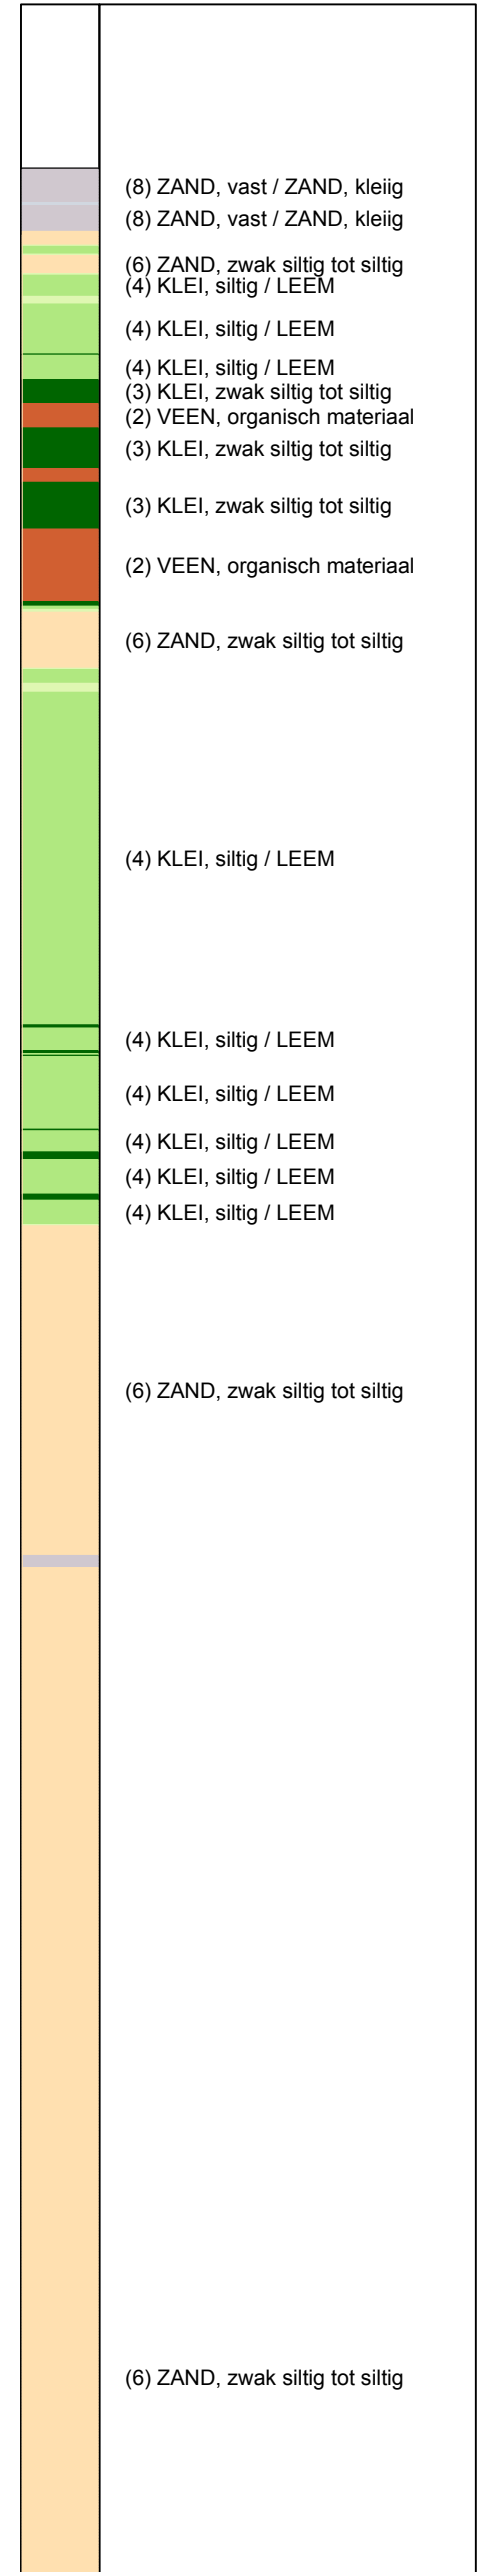 (8) ZAND, vast / ZAND, kleiig
(8) ZAND, vast / ZAND, kleiig
(6) ZAND, zwak siltig tot siltig
(4) KLEI, siltig / LEEM
(4) KLEI, siltig / LEEM
(4) KLEI, siltig / LEEM
(3) KLEI, zwak siltig tot siltig
(2) VEEN, organisch materiaal
(3) KLEI, zwak siltig tot siltig
(3) KLEI, zwak siltig tot siltig
(2) VEEN, organisch materiaal
(6) ZAND, zwak siltig tot siltig
(4) KLEI, siltig / LEEM
(4) KLEI, siltig / LEEM
(4) KLEI, siltig / LEEM
(4) KLEI, siltig / LEEM
(4) KLEI, siltig / LEEM
(4) KLEI, siltig / LEEM
(6) ZAND, zwak siltig tot siltig
(6) ZAND, zwak siltig tot siltig